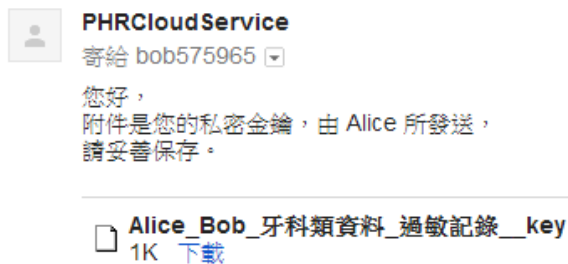 PHRCloudService
寄給 bob575965
您好，
附件是您的私密金鑰，由 Alice 所發送，
請妥善保存。
Alice_Bob_牙科類資料_過敏記錄__key
1K 下載